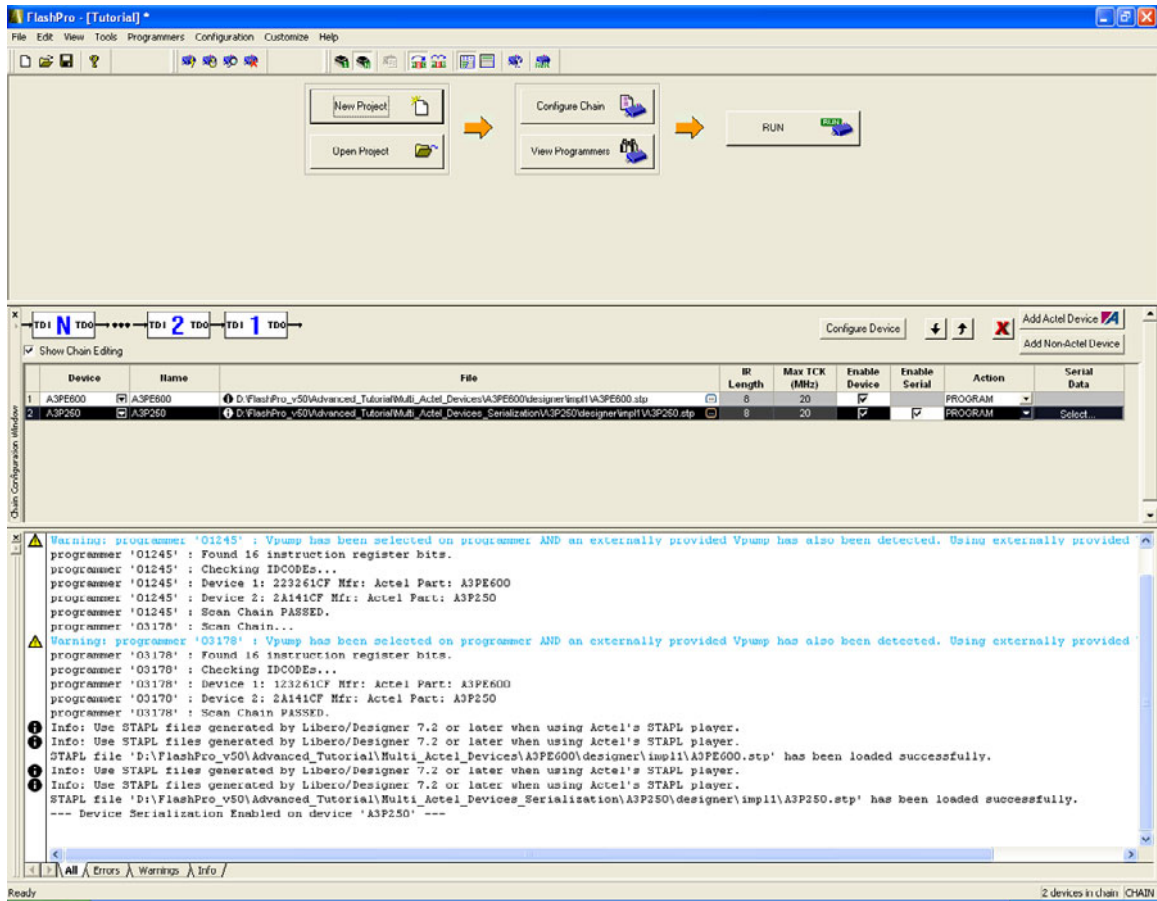 FlashPro - [Tutorial] *
File Edit View Tools Programmers Configuration Customize Help
New Project
Configure Chain
RUN
RUN
Open Project
View Programmers
TDI N TDO TDI 2 TDO TDI 1 TDO
Configure Device
Add Actel Device
Show Chain Editing
Add Non-Actel Device
Device Name File IR Length Max TCK (MHz) Enable Device Enable Serial Action Serial Data
1 A3PE600 A3PE600 D:\FlashPro_v50\Advanced_Tutorial\Multi_Actel_Devices\A3PE600\designer\impl1\A3PE600.stp 8 20 PROGRAM
2 A3P250 A3P250 D:\FlashPro_v50\Advanced_Tutorial\Multi_Actel_Devices_Serialization\A3P250\designer\impl1\A3P250.stp 8 20 PROGRAM Select...
Chain Configuration Window
Warning: programmer '01245' : Vpump has been selected on programmer AND an externally provided Vpump has also been detected. Using externally provided
programmer '01245' : Found 16 instruction register bits.
programmer '01245' : Checking IDCODEs...
programmer '01245' : Device 1: 223261CF Mfr: Actel Part: A3PE600
programmer '01245' : Device 2: 2A141CF Mfr: Actel Part: A3P250
programmer '01245' : Scan Chain PASSED.
programmer '03178' : Scan Chain...
Warning: programmer '03178' : Vpump has been selected on programmer AND an externally provided Vpump has also been detected. Using externally provided
programmer '03178' : Found 16 instruction register bits.
programmer '03178' : Checking IDCODEs...
programmer '03178' : Device 1: 123261CF Mfr: Actel Part: A3PE600
programmer '03178' : Device 2: 2A141CF Mfr: Actel Part: A3P250
programmer '03178' : Scan Chain PASSED.
Info: Use STAPL files generated by Libero/Designer 7.2 or later when using Actel's STAPL player.
Info: Use STAPL files generated by Libero/Designer 7.2 or later when using Actel's STAPL player.
STAPL file 'D:\FlashPro_v50\Advanced_Tutorial\Multi_Actel_Devices\A3PE600\designer\impl1\A3PE600.stp' has been loaded successfully.
Info: Use STAPL files generated by Libero/Designer 7.2 or later when using Actel's STAPL player.
Info: Use STAPL files generated by Libero/Designer 7.2 or later when using Actel's STAPL player.
STAPL file 'D:\FlashPro_v50\Advanced_Tutorial\Multi_Actel_Devices_Serialization\A3P250\designer\impl1\A3P250.stp' has been loaded successfully.
--- Device Serialization Enabled on device 'A3P250' ---
All Errors Warnings Info
Ready
2 devices in chain CHAIN